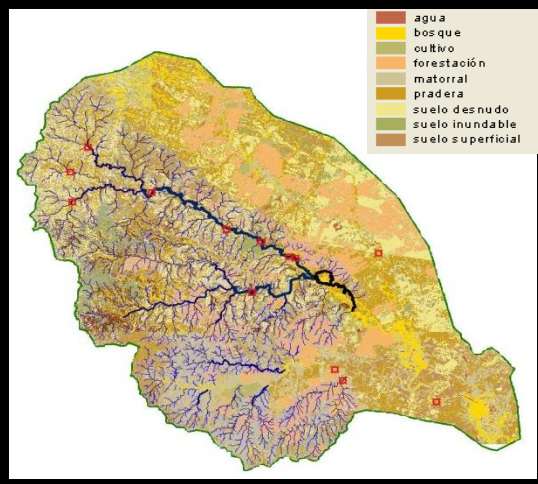 agua
bosque
cultivo
forestación
matorral
pradera
suelo desnudo
suelo inundable
suelo superficial